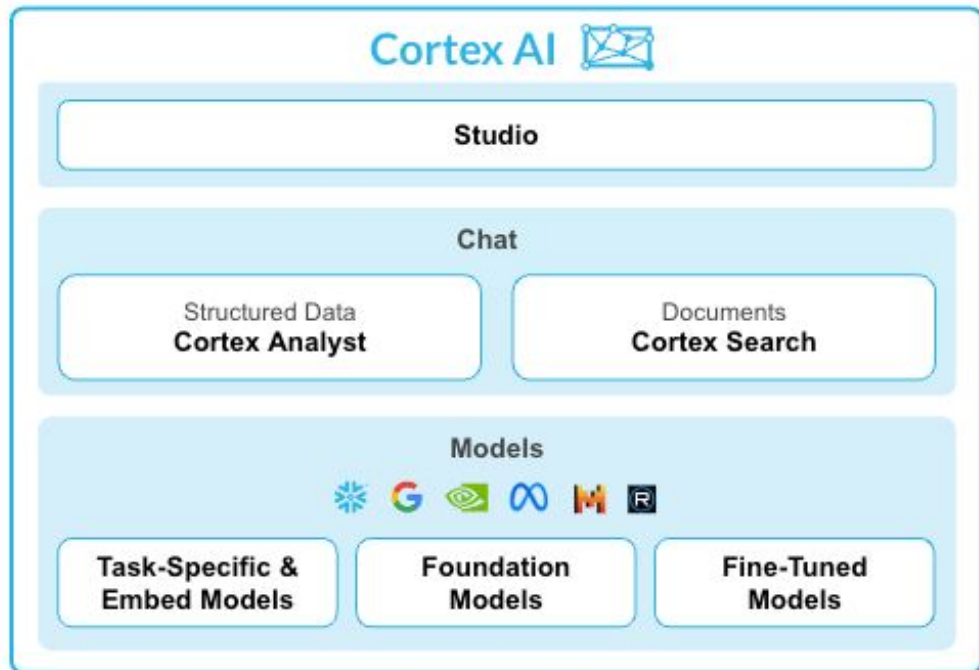 Cortex AI
Studio
Chat
Structured Data
Cortex Analyst
Documents
Cortex Search
Models
Task-Specific &
Embed Models
Foundation
Models
Fine-Tuned
Models